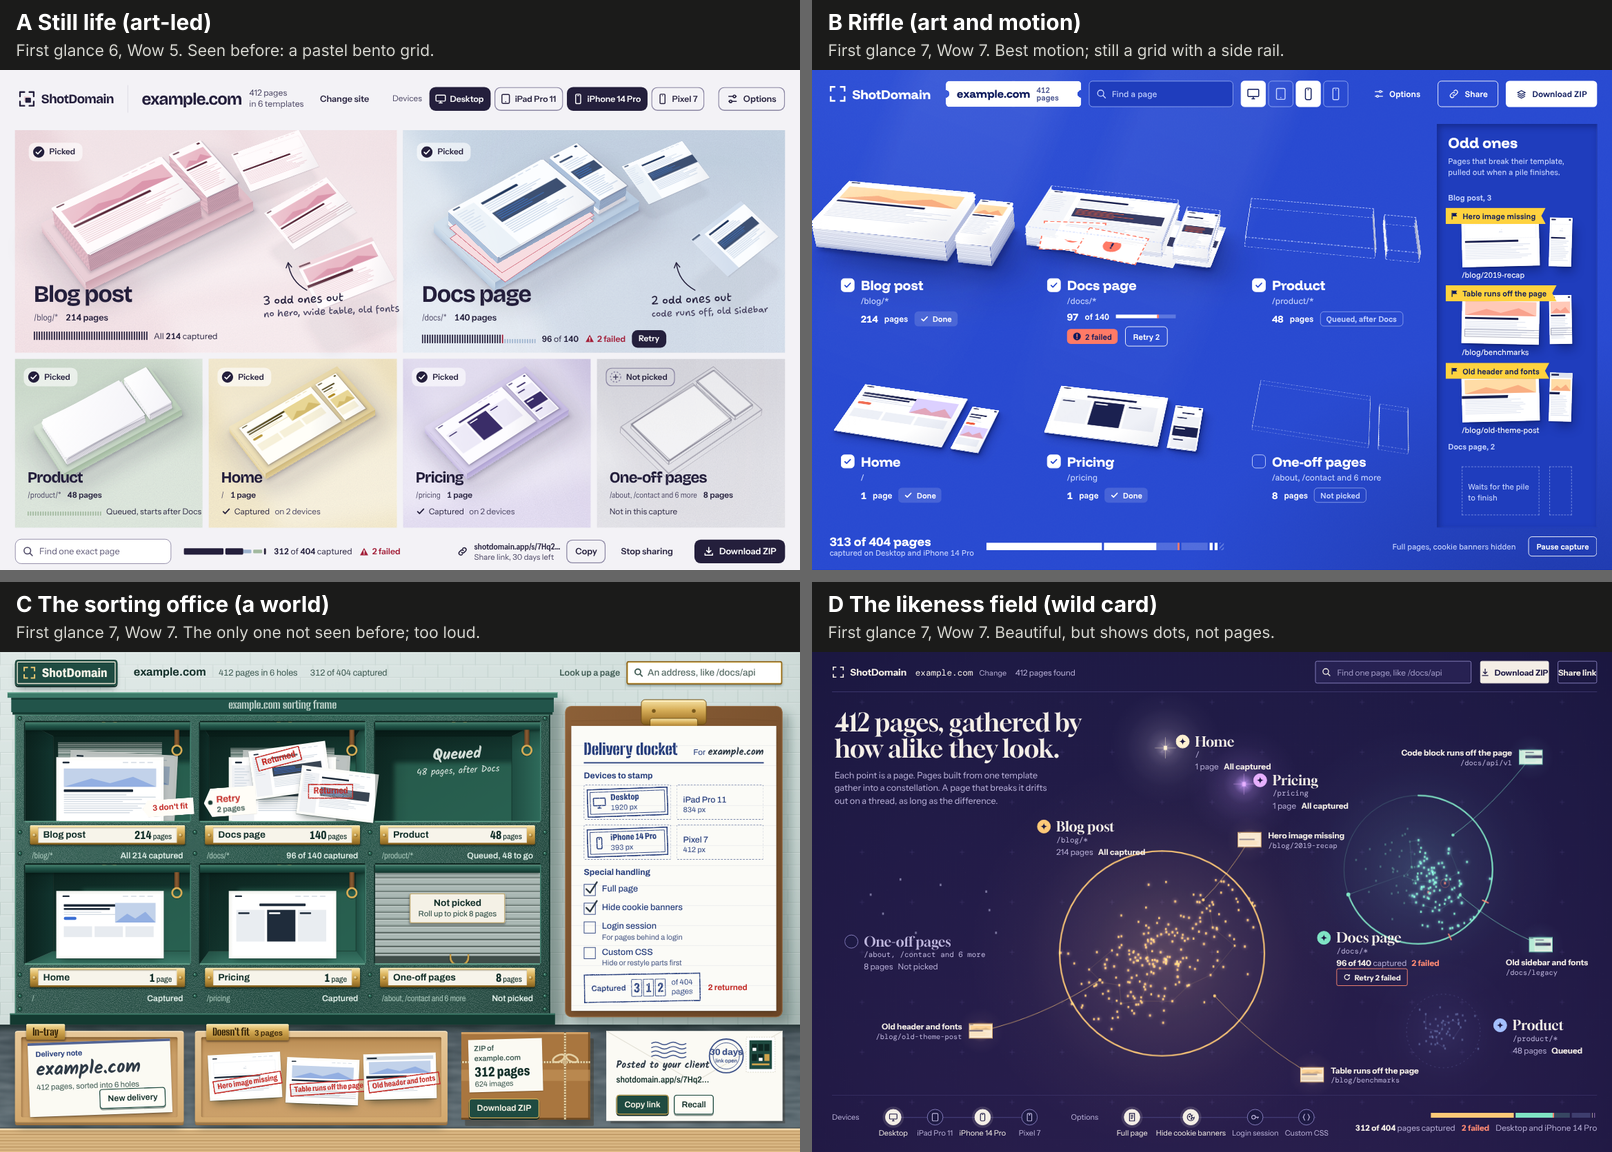 A Still life (art-led)
First glance 6, Wow 5. Seen before: a pastel bento grid.
ShotDomain
example.com
412 pages
in 6 templates
Change site
Devices
Desktop
iPad Pro 11
iPhone 14 Pro
Pixel 7
Options
Picked
Blog post
/blog/* 214 pages
All 214 captured
3 odd ones out
no hero, wide table, old fonts
Picked
Docs page
/docs/* 140 pages
96 of 140
2 failed
Retry
2 odd ones out
code runs off, old sidebar
Picked
Product
/product/* 48 pages
Queued, starts after Docs
Picked
Home
/ 1 page
Captured on 2 devices
Picked
Pricing
/pricing 1 page
Captured on 2 devices
Not picked
One-off pages
/about, /contact and 6 more 8 pages
Not in this capture
Find one exact page
312 of 404 captured
2 failed
shotdomain.app/s/7Hq2...
Share link, 30 days left
Copy
Stop sharing
Download ZIP
B Riffle (art and motion)
First glance 7, Wow 7. Best motion; still a grid with a side rail.
ShotDomain
example.com
412 pages
Find a page
Options
Share
Download ZIP
Blog post
/blog/*
214 pages Done
Docs page
/docs/*
97 of 140
2 failed
Retry 2
Product
/product/*
48 pages Queued, after Docs
Home
/
1 page Done
Pricing
/pricing
1 page Done
One-off pages
/about, /contact and 6 more
8 pages Not picked
Odd ones
Pages that break their template,
pulled out when a pile finishes.
Blog post, 3
Hero image missing
/blog/2019-recap
Table runs off the page
/blog/benchmarks
Old header and fonts
/blog/old-theme-post
Docs page, 2
Waits for the pile
to finish
313 of 404 pages
captured on Desktop and iPhone 14 Pro
Full pages, cookie banners hidden
Pause capture
C The sorting office (a world)
First glance 7, Wow 7. The only one not seen before; too loud.
ShotDomain
example.com
412 pages in 6 holes
312 of 404 captured
Look up a page
An address, like /docs/api
example.com sorting frame
3 don't fit
Blog post 214 pages
/blog/* All 214 captured
Returned
Returned
Retry
2 pages
Docs page 140 pages
/docs/* 96 of 140 captured
Queued
48 pages, after Docs
Product 48 pages
/product/* Queued, 48 to go
Home 1 page
/ Captured
Pricing 1 page
/pricing Captured
Not picked
Roll up to pick 8 pages
One-off pages 8 pages
/about, /contact and 6 more Not picked
Delivery docket
For example.com
Devices to stamp
Desktop
1920 px
iPad Pro 11
834 px
iPhone 14 Pro
393 px
Pixel 7
412 px
Special handling
Full page
Hide cookie banners
Login session
For pages behind a login
Custom CSS
Hide or restyle parts first
Captured 312 of 404 pages
2 returned
In-tray
Delivery note
example.com
412 pages, sorted into 6 holes
New delivery
Doesn't fit 3 pages
Hero image missing
Table runs off the page
Old header and fonts
ZIP of
example.com
312 pages
624 images
Download ZIP
Posted to your client
30 days
link open
shotdomain.app/s/7Hq2...
Copy link
Recall
D The likeness field (wild card)
First glance 7, Wow 7. Beautiful, but shows dots, not pages.
ShotDomain
example.com
Change
412 pages found
Find one page, like /docs/api
Download ZIP
Share link
412 pages, gathered by
how alike they look.
Each point is a page. Pages built from one template
gather into a constellation. A page that breaks it drifts
out on a thread, as long as the difference.
Home
/
1 page All captured
Pricing
/pricing
1 page All captured
Code block runs off the page
/docs/api/v1
Blog post
/blog/*
214 pages All captured
Hero image missing
/blog/2019-recap
One-off pages
/about, /contact and 6 more
8 pages Not picked
Docs page
/docs/*
96 of 140 captured 2 failed
Retry 2 failed
Old sidebar and fonts
/docs/legacy
Old header and fonts
/blog/old-theme-post
Product
/product/*
48 pages Queued
Table runs off the page
/blog/benchmarks
Devices
Desktop
iPad Pro 11
iPhone 14 Pro
Pixel 7
Options
Full page
Hide cookie banners
Login session
Custom CSS
312 of 404 pages captured 2 failed Desktop and iPhone 14 Pro